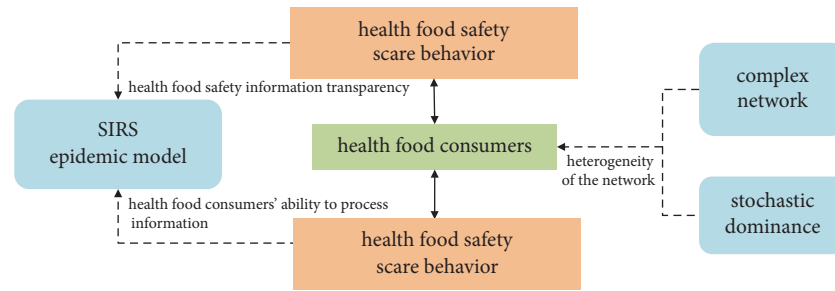 health food safety
scare behavior
health food safety information transparency
complex
network
SIRS
epidemic model
health food consumers
heterogeneity
of the network
health food consumers' ability to process
information
stochastic
dominance
health food safety
scare behavior